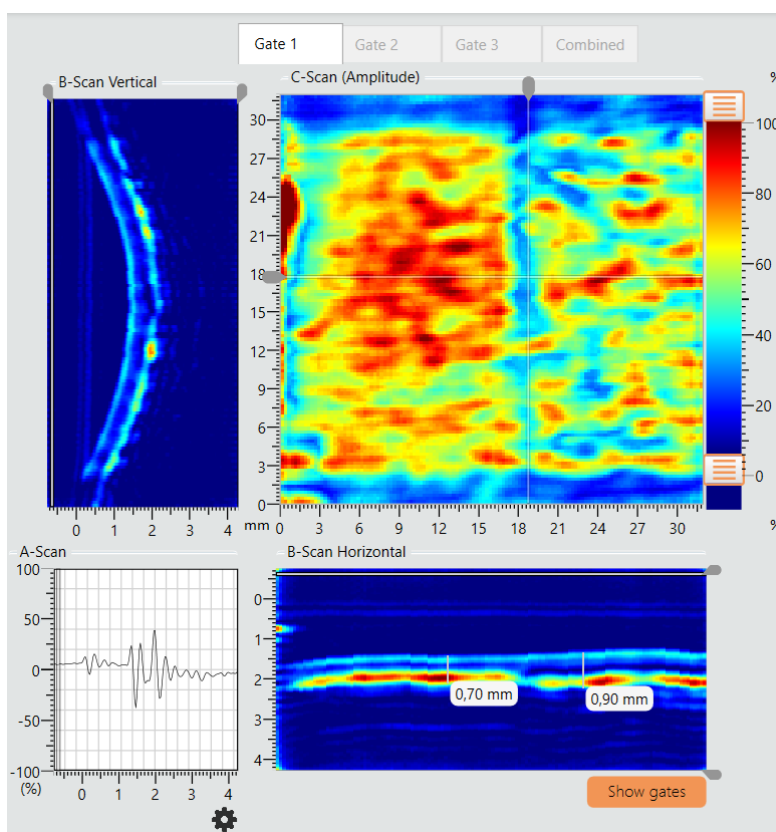 Gate 1 Gate 2 Gate 3 Combined
B-Scan Vertical
C-Scan (Amplitude)
%
30
27
24
21
18
15
12
9
6
3
0
100
80
60
40
20
0
0 1 2 3 4
mm 0 3 6 9 12 15 18 21 24 27 30
%
A-Scan
100
50
0
-50
-100
(%)
0 1 2 3 4
B-Scan Horizontal
0
1
2
3
4
0,70 mm
0,90 mm
Show gates